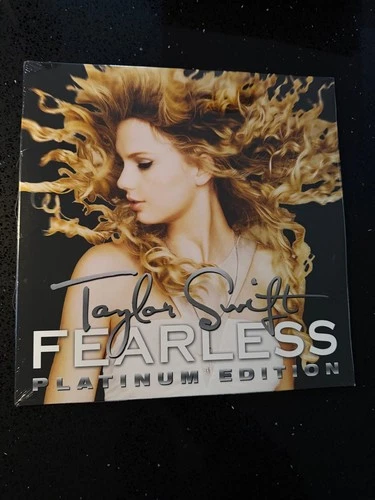 Taylor Swift
FEARLESS
PLATINUM EDITION